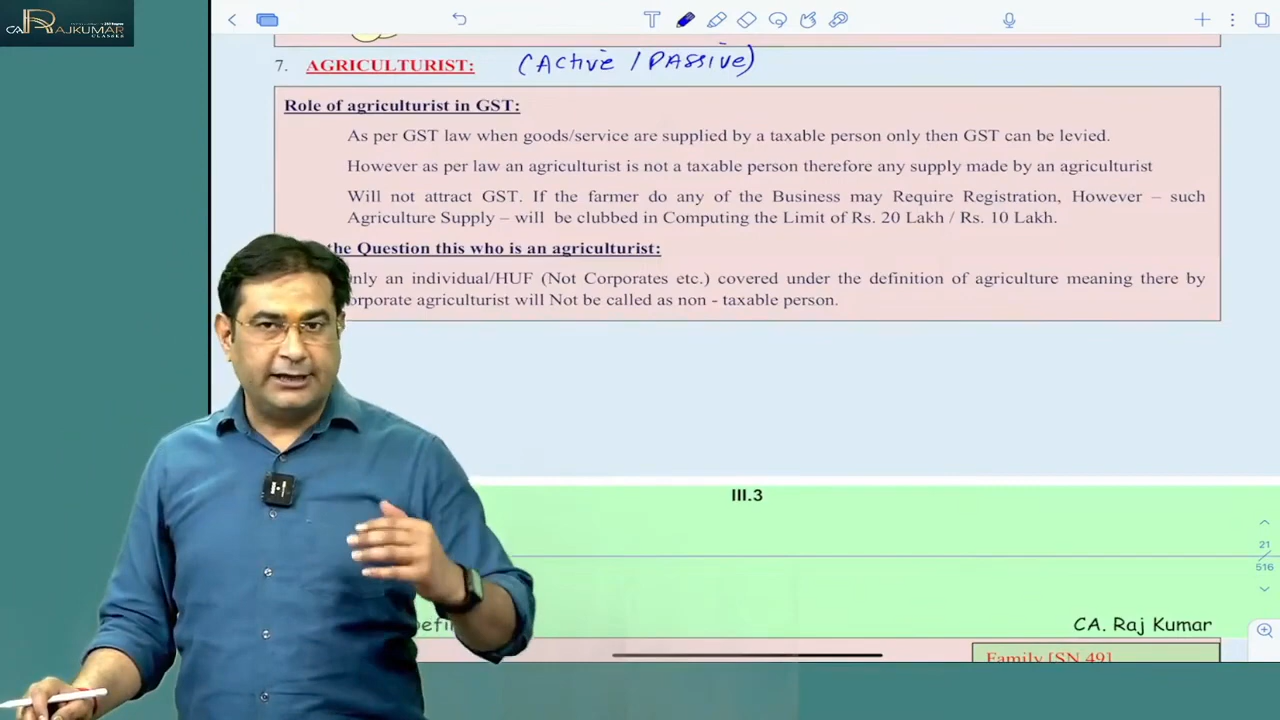 CA RAJKUMAR
CLASSES
7. AGRICULTURIST: (Active / Passive)
Role of agriculturist in GST:
As per GST law when goods/service are supplied by a taxable person only then GST can be levied.
However as per law an agriculturist is not a taxable person therefore any supply made by an agriculturist
Will not attract GST. If the farmer do any of the Business may Require Registration, However – such
Agriculture Supply – will be clubbed in Computing the Limit of Rs. 20 Lakh / Rs. 10 Lakh.
the Question this who is an agriculturist:
an individual/HUF (Not Corporates etc.) covered under the definition of agriculture meaning there by
agriculturist will Not be called as non - taxable person.
III.3
21
516
CA. Raj Kumar
Family [SN 49]